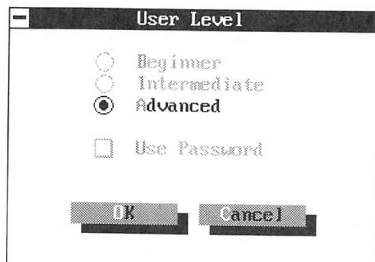 User Level
Beginner
Intermediate
Advanced
Use Password
OK
Cancel